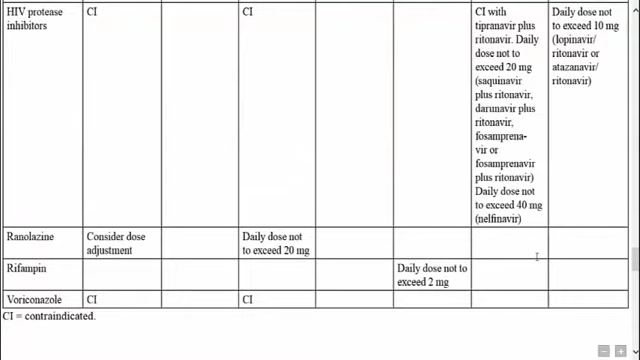 HIV protease
inhibitors
CI
CI
CI with
tipranavir plus
ritonavir. Daily
dose not to
exceed 20 mg
(saquinavir
plus ritonavir,
darunavir plus
ritonavir,
fosamprena-
vir or
fosamprenavir
plus ritonavir)
Daily dose not
to exceed 40 mg
(nelfinavir)
Daily dose not
to exceed 10 mg
(lopinavir/
ritonavir or
atazanavir/
ritonavir)
Ranolazine
Consider dose
adjustment
Daily dose not
to exceed 20 mg
Rifampin
Daily dose not to
exceed 2 mg
Voriconazole
CI
CI
CI = contraindicated.